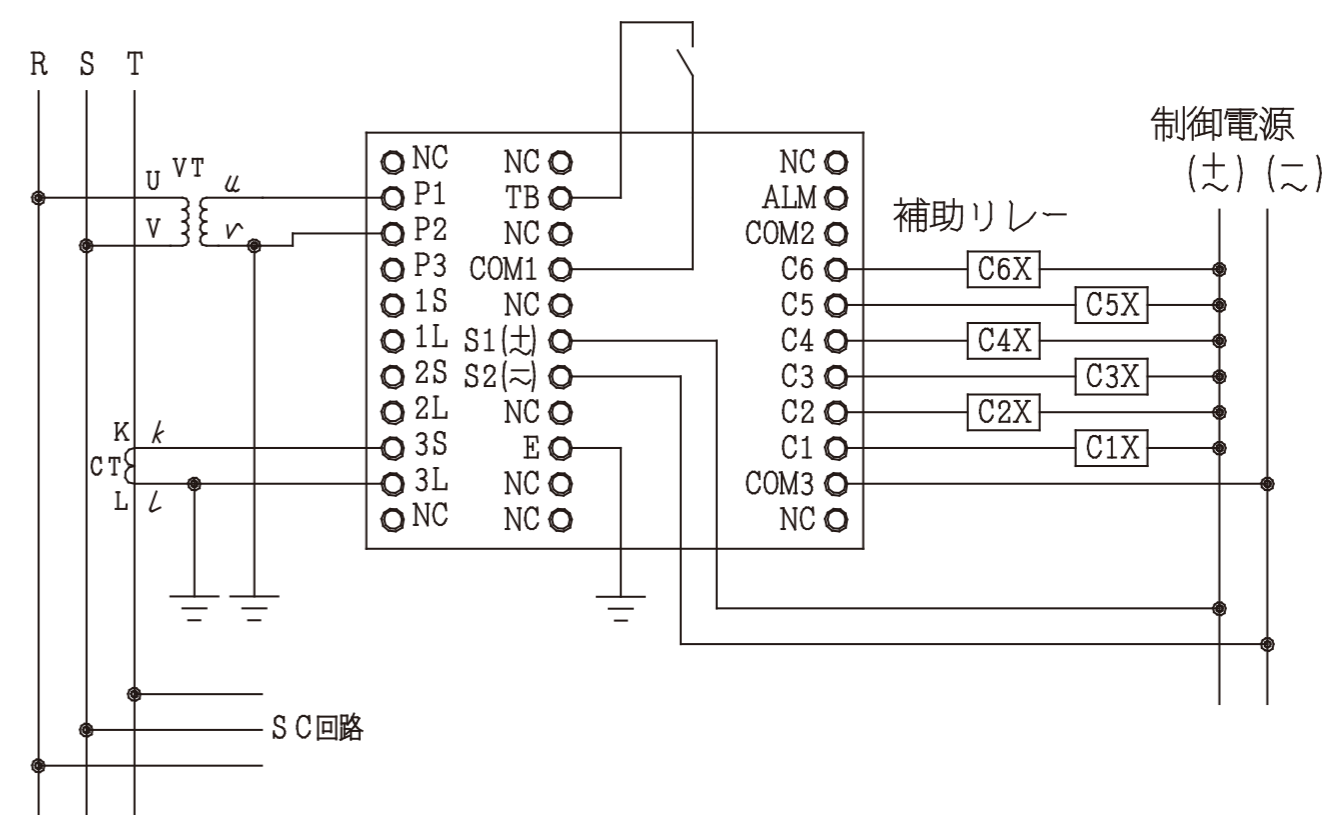 R S T
制御電源
(±) (−)
U VT u
V v
補助リレー
NC
P1
P2
P3
1S
1L
2S
2L
3S
3L
NC
NC
TB
NC
COM1
NC
S1(±)
S2(−)
NC
E
NC
NC
NC
ALM
COM2
C6
C5
C4
C3
C2
C1
COM3
NC
C6X
C5X
C4X
C3X
C2X
C1X
K k
CT
L l
SC回路